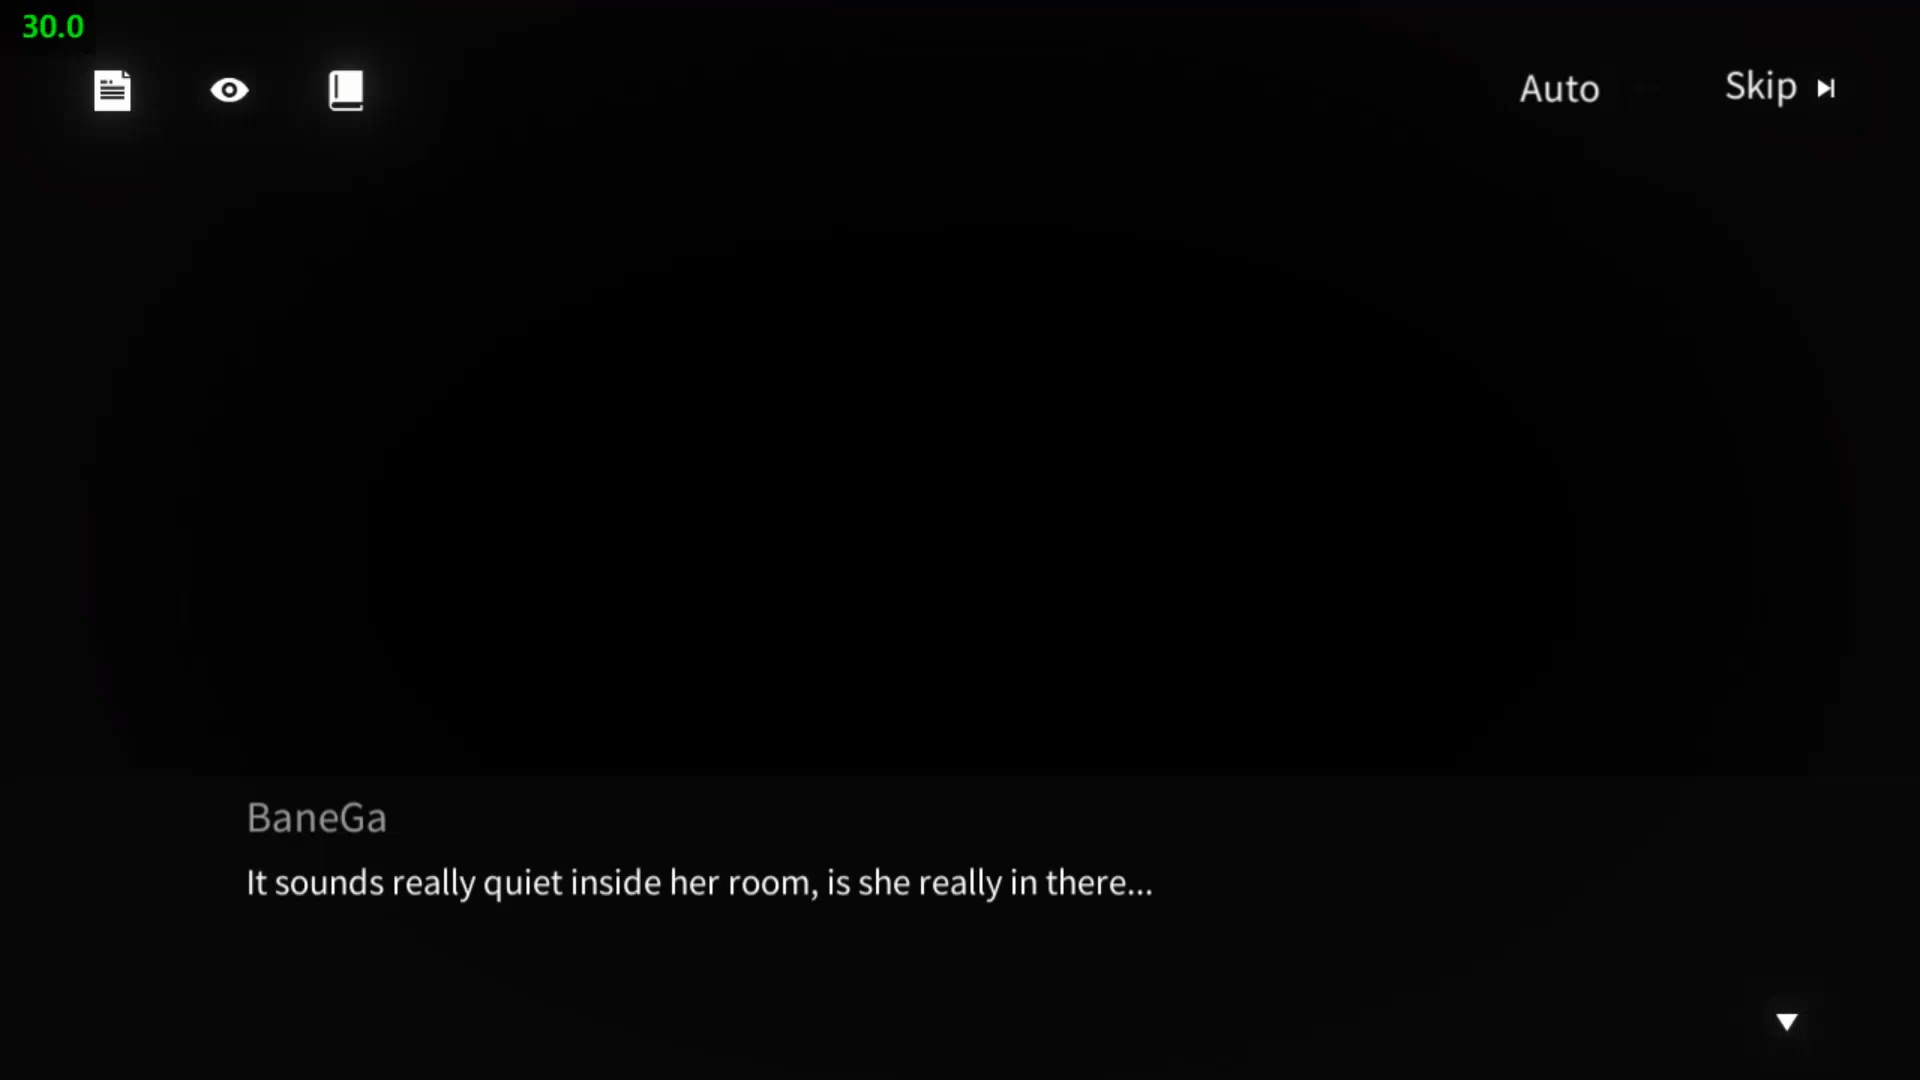 30.0
Auto
Skip
BaneGa
It sounds really quiet inside her room, is she really in there...